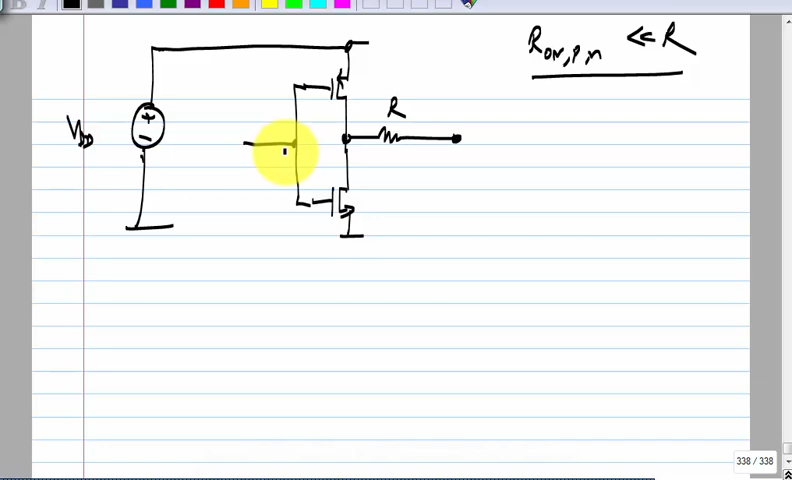 R_ON,P,n << R
R
V_DD
+
-
338 / 338